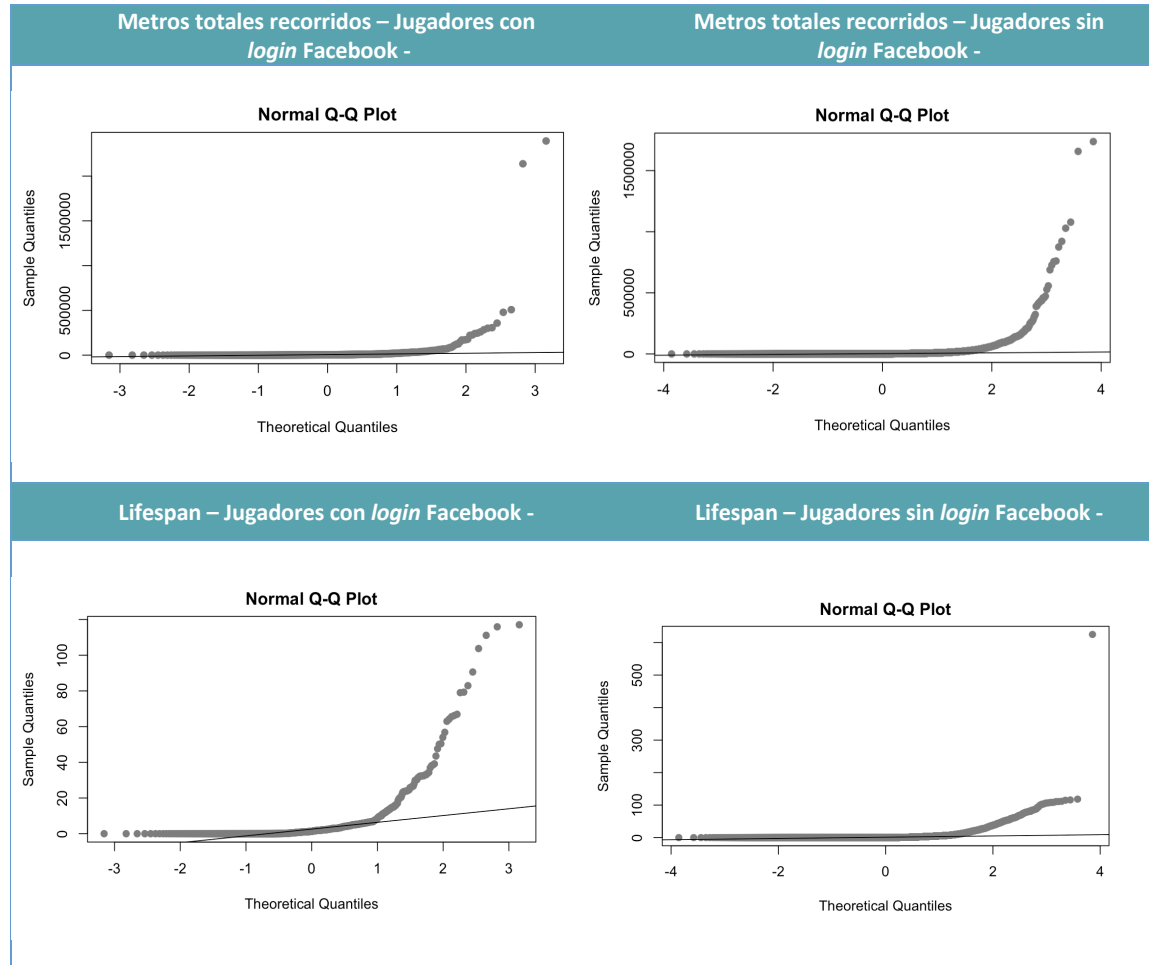 Metros totales recorridos – Jugadores con
login Facebook -
Metros totales recorridos – Jugadores sin
login Facebook -
Normal Q-Q Plot
Sample Quantiles
1500000
500000
0
-3 -2 -1 0 1 2 3
Theoretical Quantiles
Normal Q-Q Plot
Sample Quantiles
1500000
500000
0
-4 -2 0 2 4
Theoretical Quantiles
Lifespan – Jugadores con login Facebook -
Lifespan – Jugadores sin login Facebook -
Normal Q-Q Plot
Sample Quantiles
100
80
60
40
20
0
-3 -2 -1 0 1 2 3
Theoretical Quantiles
Normal Q-Q Plot
Sample Quantiles
500
300
100
0
-4 -2 0 2 4
Theoretical Quantiles